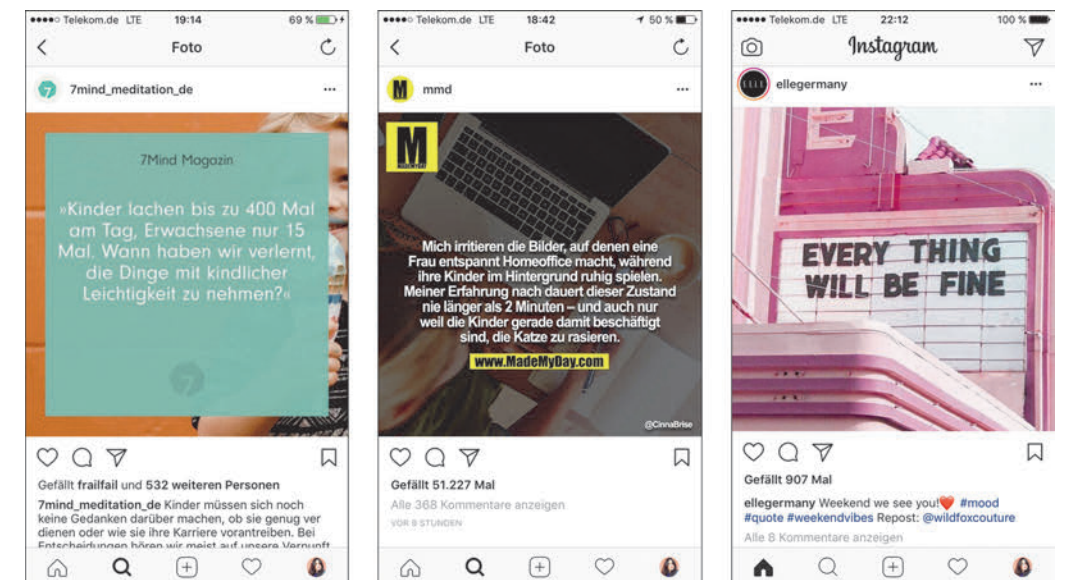 ●●●●○ Telekom.de LTE 19:14 69 %
Foto
7mind_meditation_de
7Mind Magazin
»Kinder lachen bis zu 400 Mal
am Tag, Erwachsene nur 15
Mal. Wann haben wir verlernt,
die Dinge mit kindlicher
Leichtigkeit zu nehmen?«
7
Gefällt frailfail und 532 weiteren Personen
7mind_meditation_de Kinder müssen sich noch
keine Gedanken darüber machen, ob sie genug ver
dienen oder wie sie ihre Karriere vorantreiben. Bei
Entscheidungen hören wir meist auf unsere Vernunft
●●●●○ Telekom.de LTE 18:42 50 %
Foto
M mmd
M
Mich irritieren die Bilder, auf denen eine
Frau entspannt Homeoffice macht, während
ihre Kinder im Hintergrund ruhig spielen.
Meiner Erfahrung nach dauert dieser Zustand
nie länger als 2 Minuten – und auch nur
weil die Kinder gerade damit beschäftigt
sind, die Katze zu rasieren.
www.MadeMyDay.com
@CinnaBrise
Gefällt 51.227 Mal
Alle 368 Kommentare anzeigen
VOR 8 STUNDEN
●●●●● Telekom.de LTE 22:12 100 %
Instagram
ELLE ellegermany
E
EVERY THING
WILL BE FINE
Gefällt 907 Mal
ellegermany Weekend we see you!❤️ #mood
#quote #weekendvibes Repost: @wildfoxcouture
Alle 8 Kommentare anzeigen